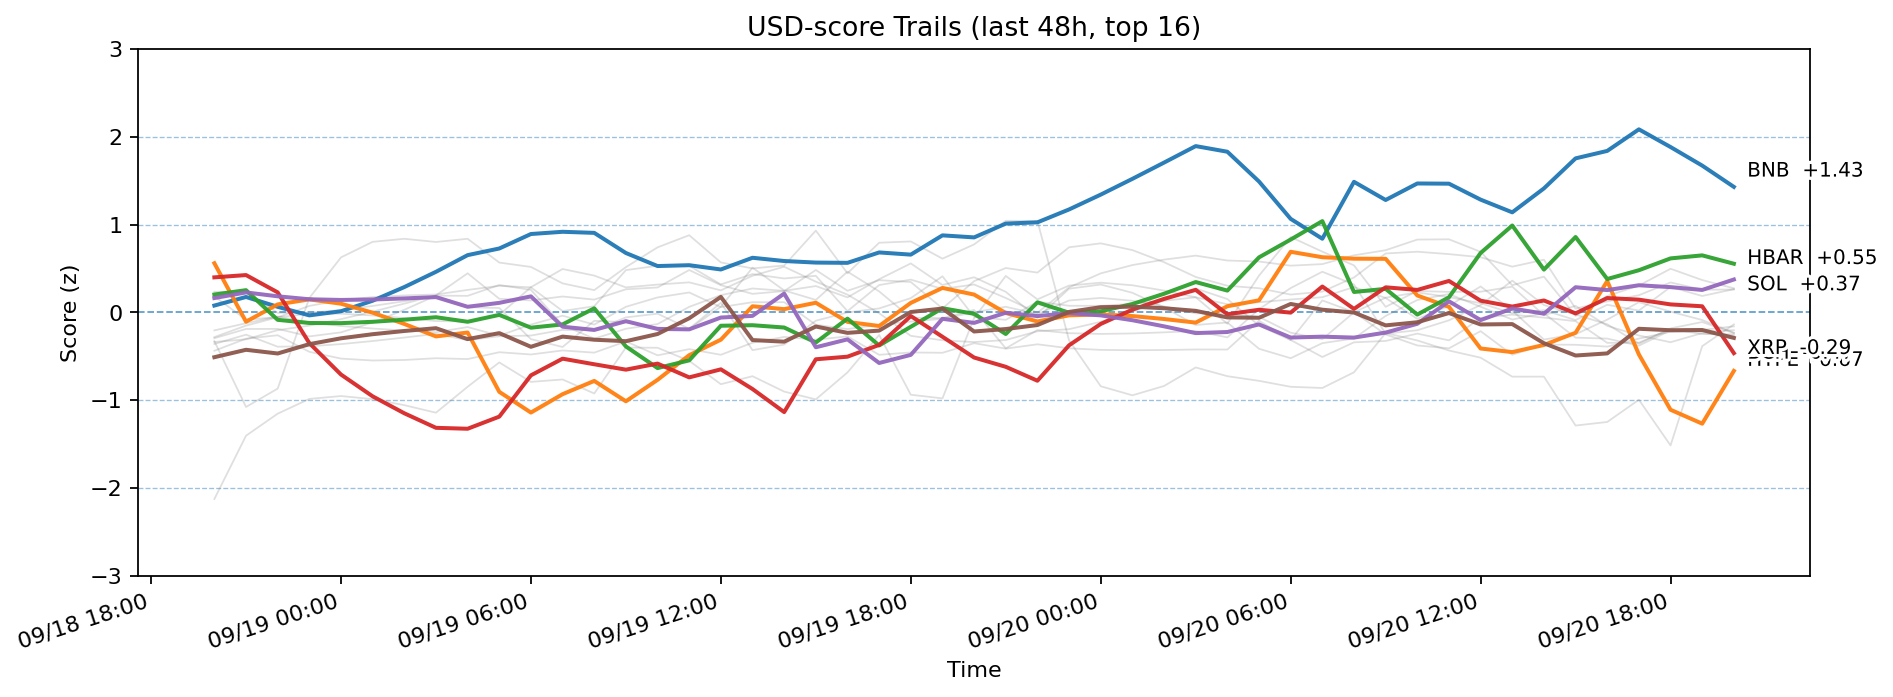 USD-score Trails (last 48h, top 16)
Score (z)
3
2
1
0
−1
−2
−3
BNB +1.43
HBAR +0.55
SOL +0.37
XRP -0.29
09/18 18:00
09/19 00:00
09/19 06:00
09/19 12:00
09/19 18:00
09/20 00:00
09/20 06:00
09/20 12:00
09/20 18:00
Time